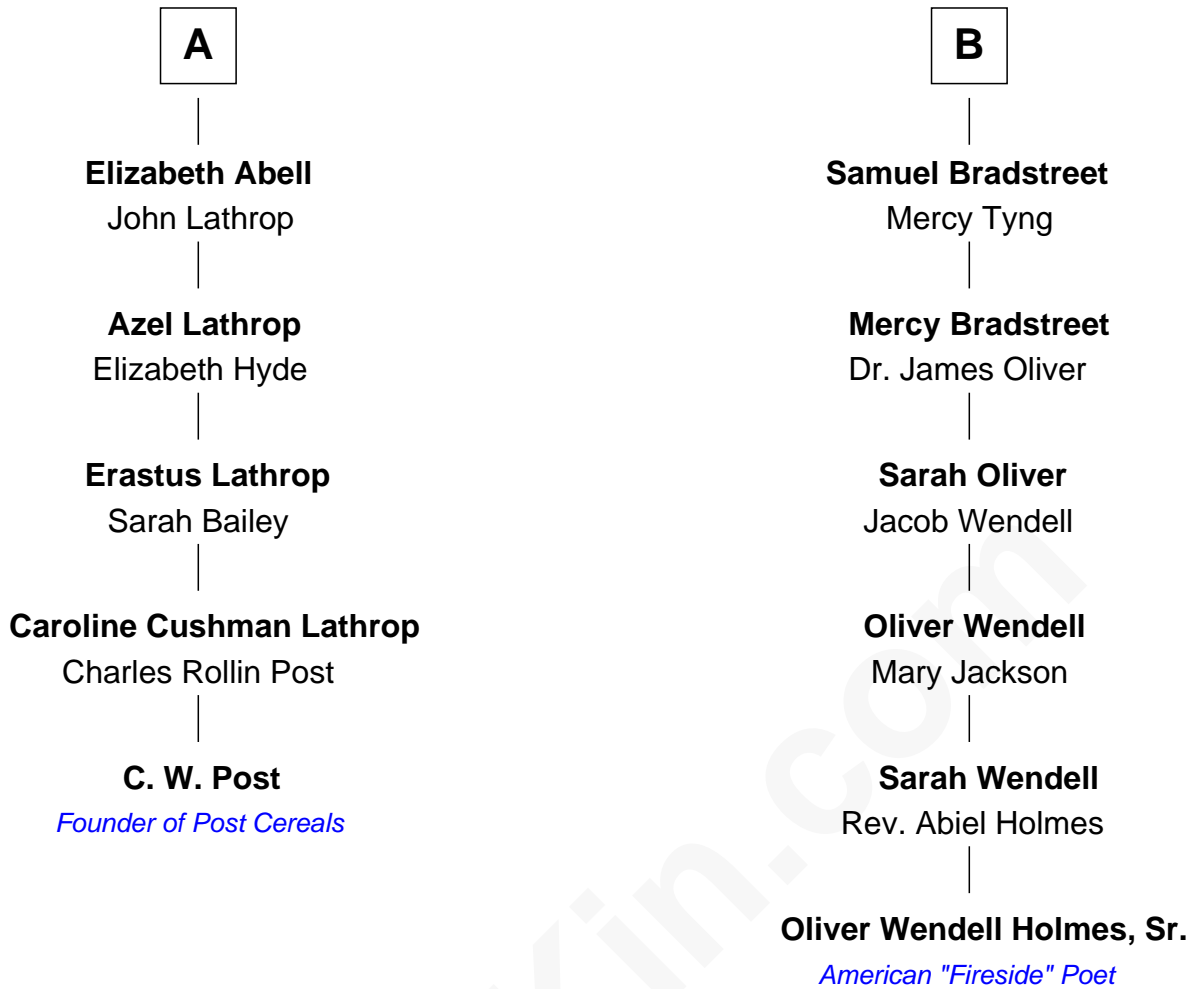 A
Elizabeth Abell
John Lathrop
Azel Lathrop
Elizabeth Hyde
Erastus Lathrop
Sarah Bailey
Caroline Cushman Lathrop
Charles Rollin Post
C. W. Post
Founder of Post Cereals
B
Samuel Bradstreet
Mercy Tyng
Mercy Bradstreet
Dr. James Oliver
Sarah Oliver
Jacob Wendell
Oliver Wendell
Mary Jackson
Sarah Wendell
Rev. Abiel Holmes
Oliver Wendell Holmes, Sr.
American "Fireside" Poet